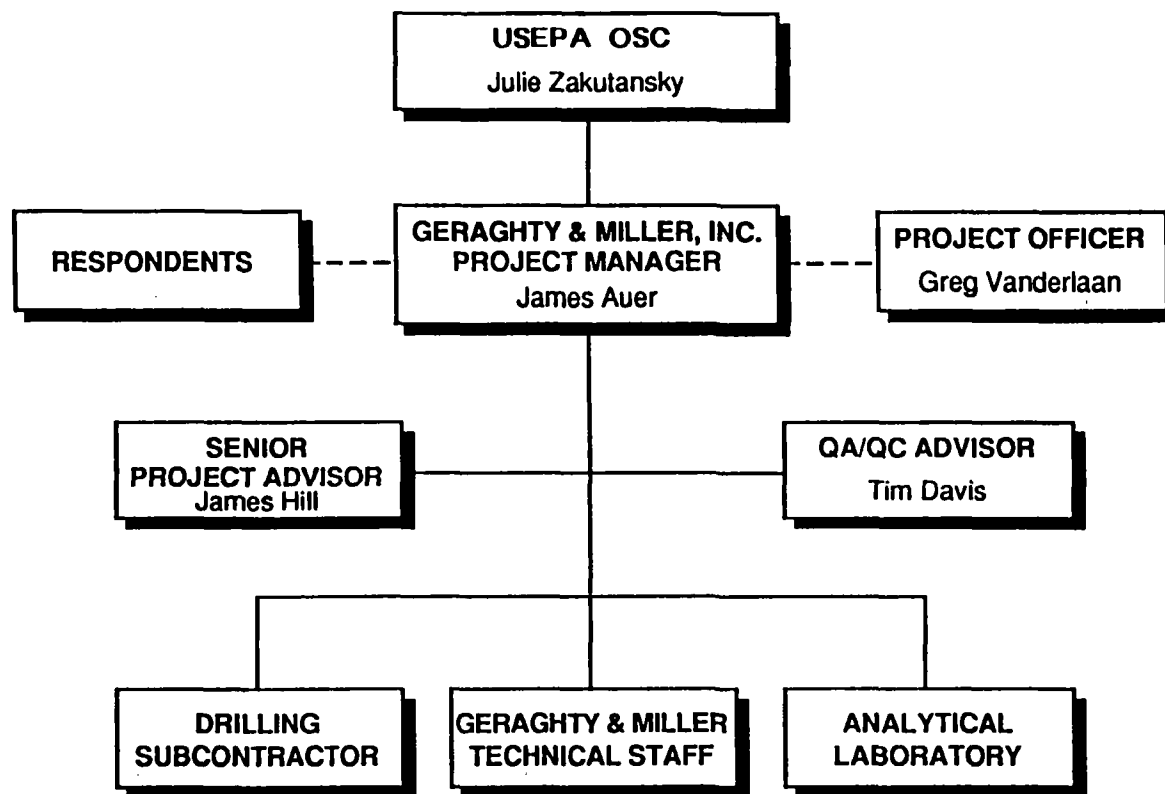 USEPA OSC
Julie Zakutansky
RESPONDENTS
GERAGHTY & MILLER, INC.
PROJECT MANAGER
James Auer
PROJECT OFFICER
Greg Vanderlaan
SENIOR
PROJECT ADVISOR
James Hill
QA/QC ADVISOR
Tim Davis
DRILLING
SUBCONTRACTOR
GERAGHTY & MILLER
TECHNICAL STAFF
ANALYTICAL
LABORATORY